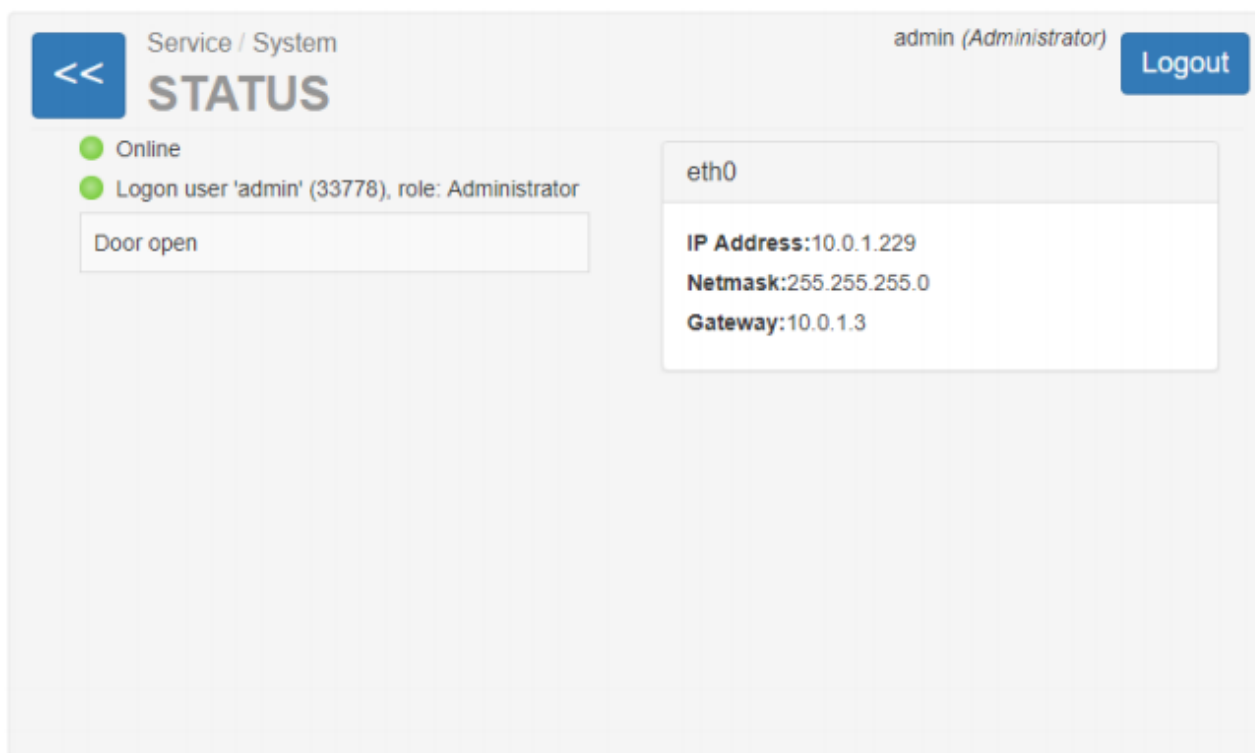 <<
Service / System
STATUS
admin (Administrator)
Logout
Online
Logon user 'admin' (33778), role: Administrator
Door open
eth0
IP Address:10.0.1.229
Netmask:255.255.255.0
Gateway:10.0.1.3